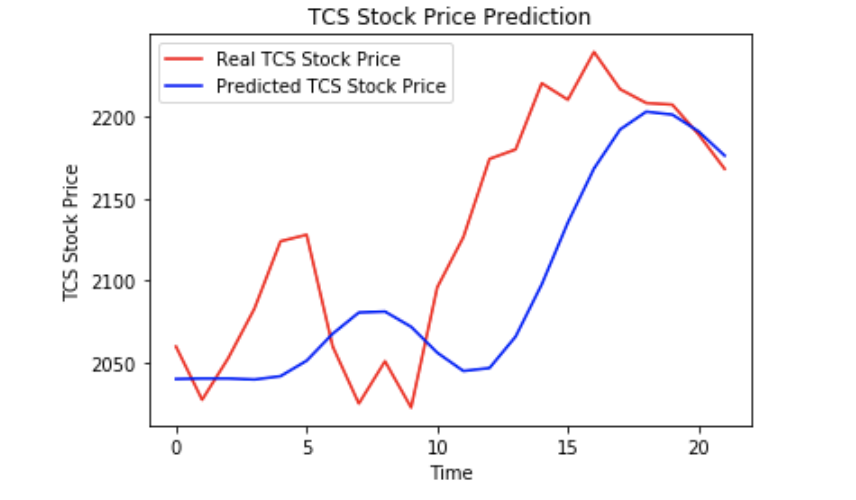 TCS Stock Price Prediction
Real TCS Stock Price
Predicted TCS Stock Price
2200
2150
2100
2050
TCS Stock Price
0 5 10 15 20
Time